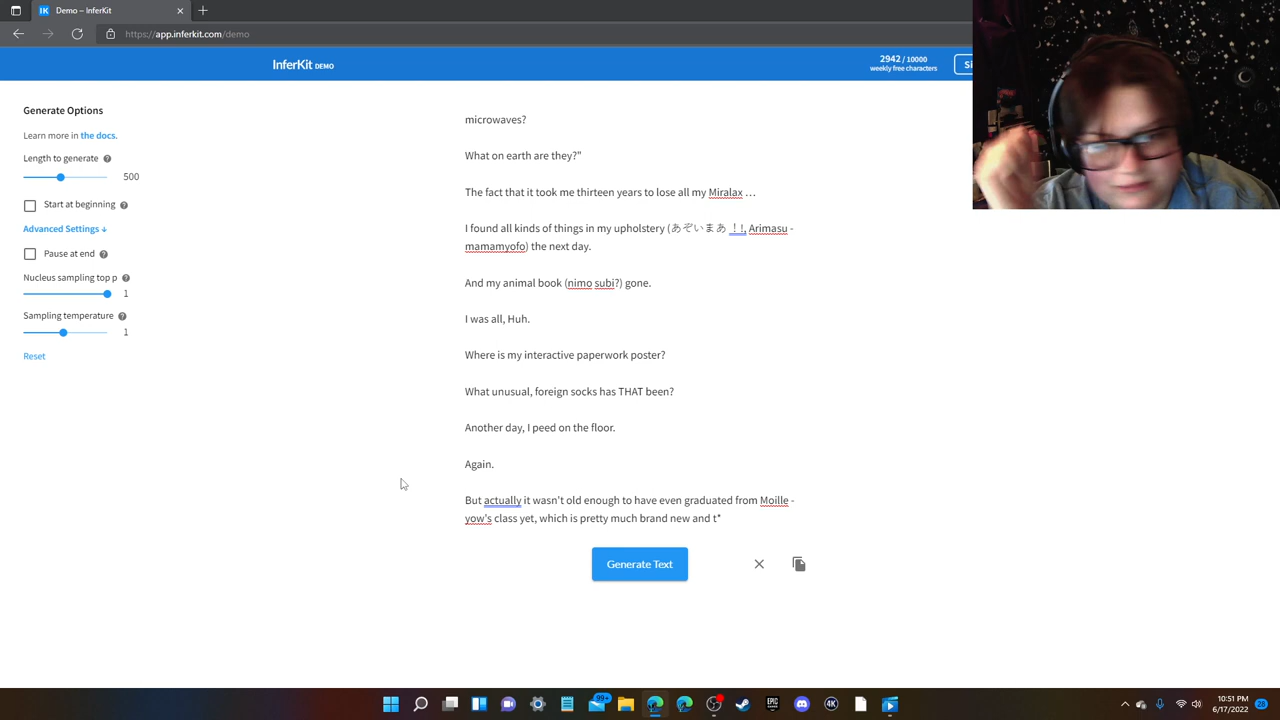 Demo – InferKit
https://app.inferkit.com/demo
InferKit DEMO
2942 / 10000
weekly free characters
Generate Options
Learn more in the docs.
Length to generate
500
Start at beginning
Advanced Settings ↓
Pause at end
Nucleus sampling top p
1
Sampling temperature
1
Reset
microwaves?
What on earth are they?"
The fact that it took me thirteen years to lose all my Miralax …
I found all kinds of things in my upholstery (あぞいまあ ！!, Arimasu -
mamamyofo) the next day.
And my animal book (nimo subi?) gone.
I was all, Huh.
Where is my interactive paperwork poster?
What unusual, foreign socks has THAT been?
Another day, I peed on the floor.
Again.
But actually it wasn't old enough to have even graduated from Moille -
yow's class yet, which is pretty much brand new and t*
Generate Text
99+
EPIC
4K
10:51 PM
6/17/2022
28